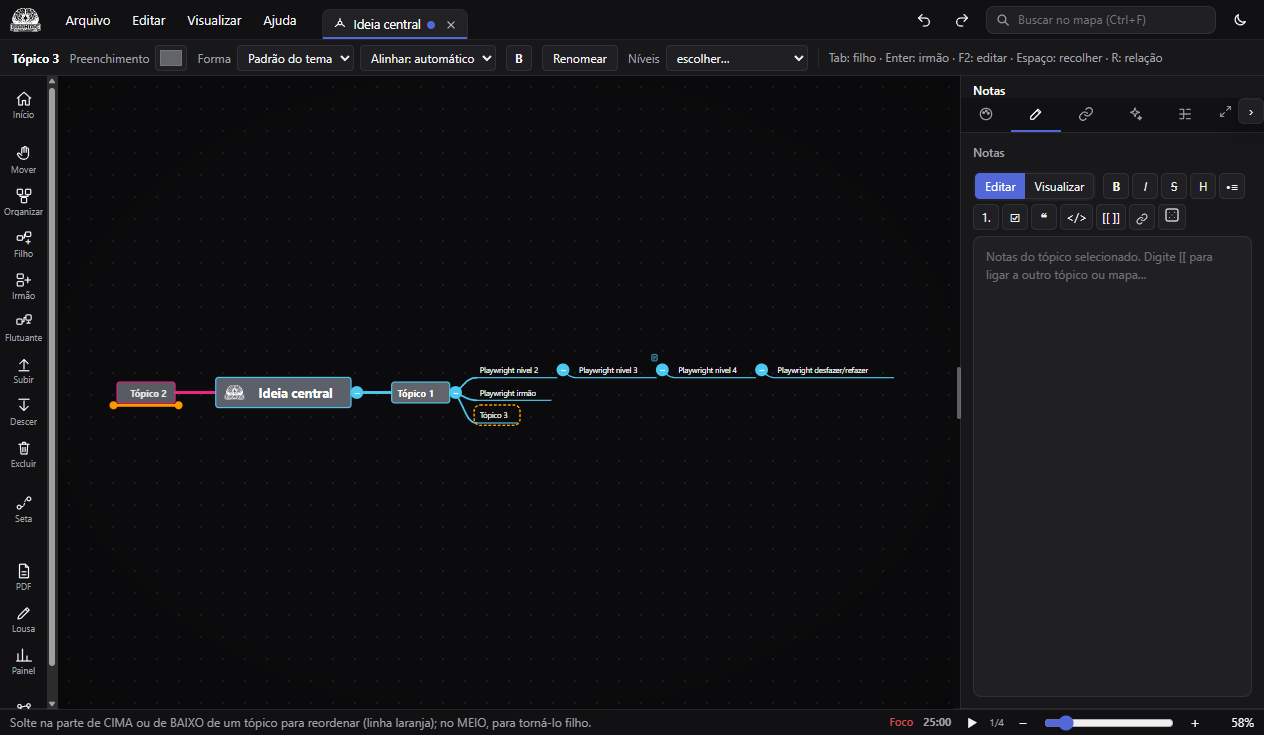 Arquivo Editar Visualizar Ajuda Ideia central Buscar no mapa (Ctrl+F)
Tópico 3 Preenchimento Forma Padrão do tema Alinhar: automático B Renomear Níveis escolher... Tab: filho · Enter: irmão · F2: editar · Espaço: recolher · R: relação
Início
Mover
Organizar
Filho
Irmão
Flutuante
Subir
Descer
Excluir
Seta
PDF
Lousa
Painel
Tópico 2
Ideia central
Tópico 1
Playwright nível 2
Playwright nível 3
Playwright nível 4
Playwright desfazer/refazer
Playwright irmão
Tópico 3
Notas
Notas
Editar Visualizar B I S H
1. ❝ </> [[ ]]
Notas do tópico selecionado. Digite [[ para
ligar a outro tópico ou mapa...
Solte na parte de CIMA ou de BAIXO de um tópico para reordenar (linha laranja); no MEIO, para torná-lo filho. Foco 25:00 1/4 − + 58%